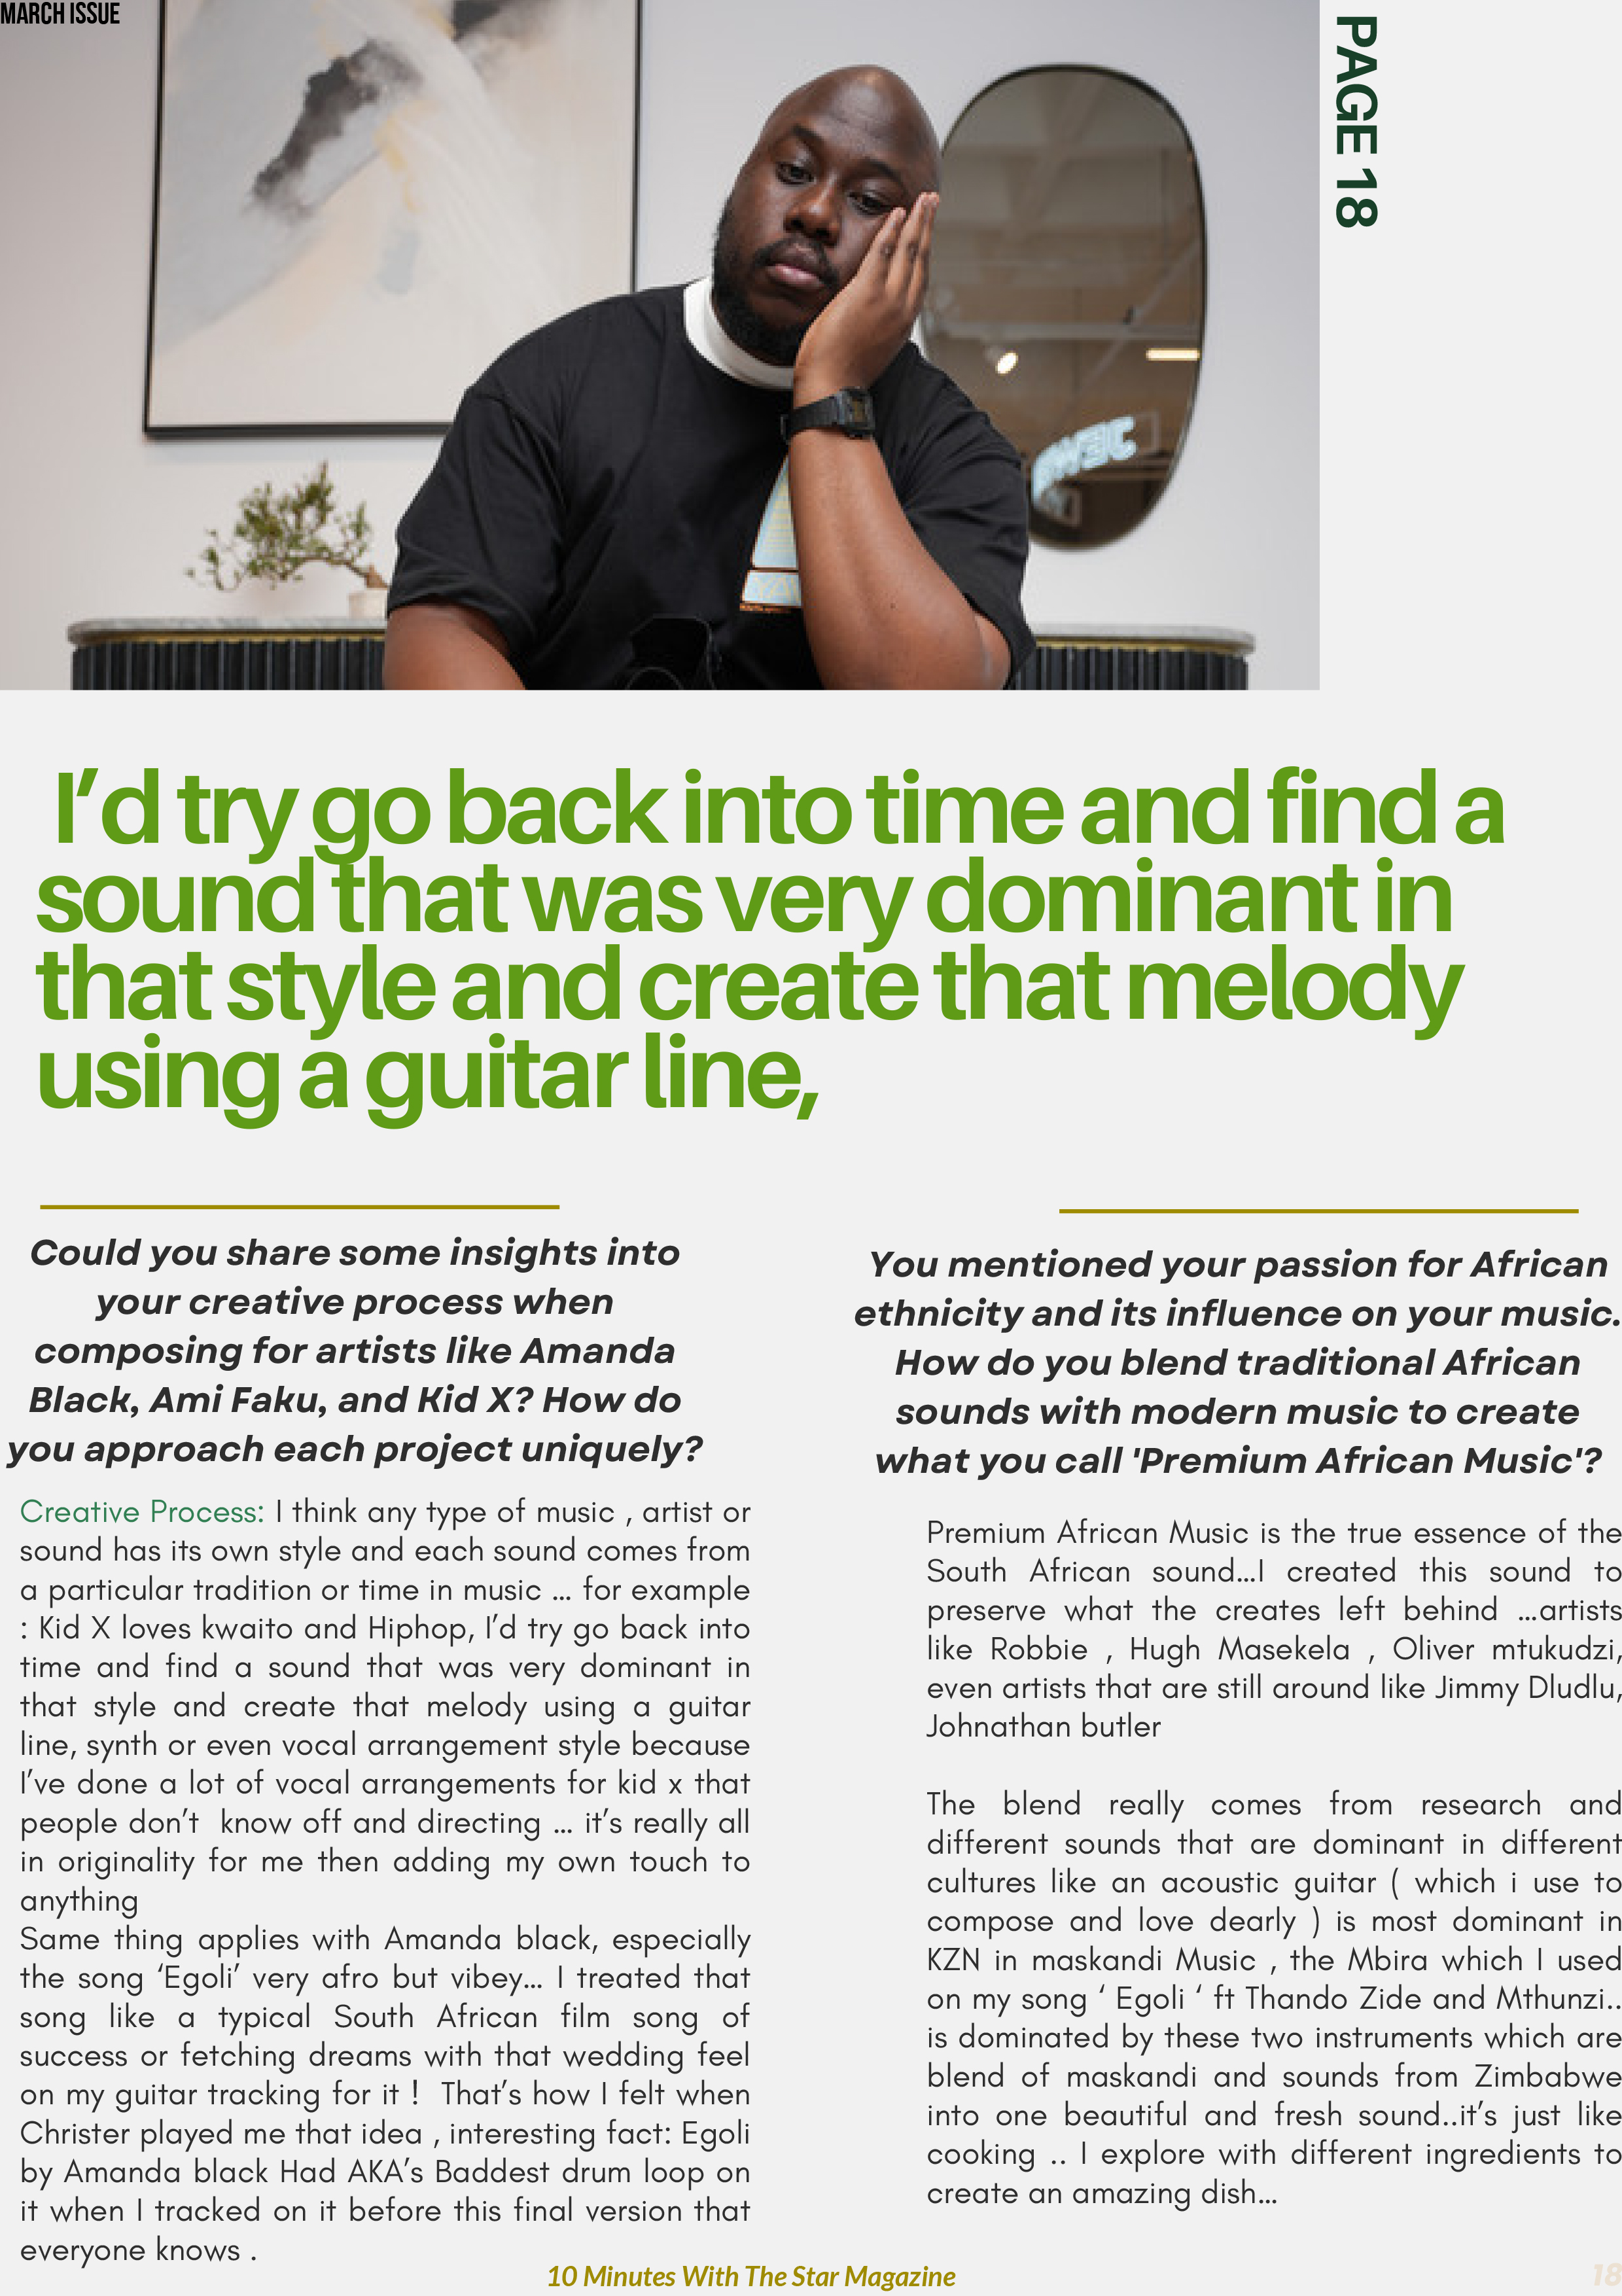 MARCH ISSUE
PAGE 18
I’d try go back into time and find a
sound that was very dominant in
that style and create that melody
using a guitar line,
Could you share some insights into
your creative process when
composing for artists like Amanda
Black, Ami Faku, and Kid X? How do
you approach each project uniquely?
Creative Process: I think any type of music , artist or
sound has its own style and each sound comes from
a particular tradition or time in music ... for example
: Kid X loves kwaito and Hiphop, I’d try go back into
time and find a sound that was very dominant in
that style and create that melody using a guitar
line, synth or even vocal arrangement style because
I’ve done a lot of vocal arrangements for kid x that
people don’t know off and directing ... it’s really all
in originality for me then adding my own touch to
anything
Same thing applies with Amanda black, especially
the song ‘Egoli’ very afro but vibey... I treated that
song like a typical South African film song of
success or fetching dreams with that wedding feel
on my guitar tracking for it ! That’s how I felt when
Christer played me that idea , interesting fact: Egoli
by Amanda black Had AKA’s Baddest drum loop on
it when I tracked on it before this final version that
everyone knows .
You mentioned your passion for African
ethnicity and its influence on your music.
How do you blend traditional African
sounds with modern music to create
what you call 'Premium African Music'?
Premium African Music is the true essence of the
South African sound...I created this sound to
preserve what the creates left behind ...artists
like Robbie , Hugh Masekela , Oliver mtukudzi,
even artists that are still around like Jimmy Dludlu,
Johnathan butler
The blend really comes from research and
different sounds that are dominant in different
cultures like an acoustic guitar ( which i use to
compose and love dearly ) is most dominant in
KZN in maskandi Music , the Mbira which I used
on my song ‘ Egoli ‘ ft Thando Zide and Mthunzi..
is dominated by these two instruments which are
blend of maskandi and sounds from Zimbabwe
into one beautiful and fresh sound..it’s just like
cooking .. I explore with different ingredients to
create an amazing dish...
10 Minutes With The Star Magazine
18